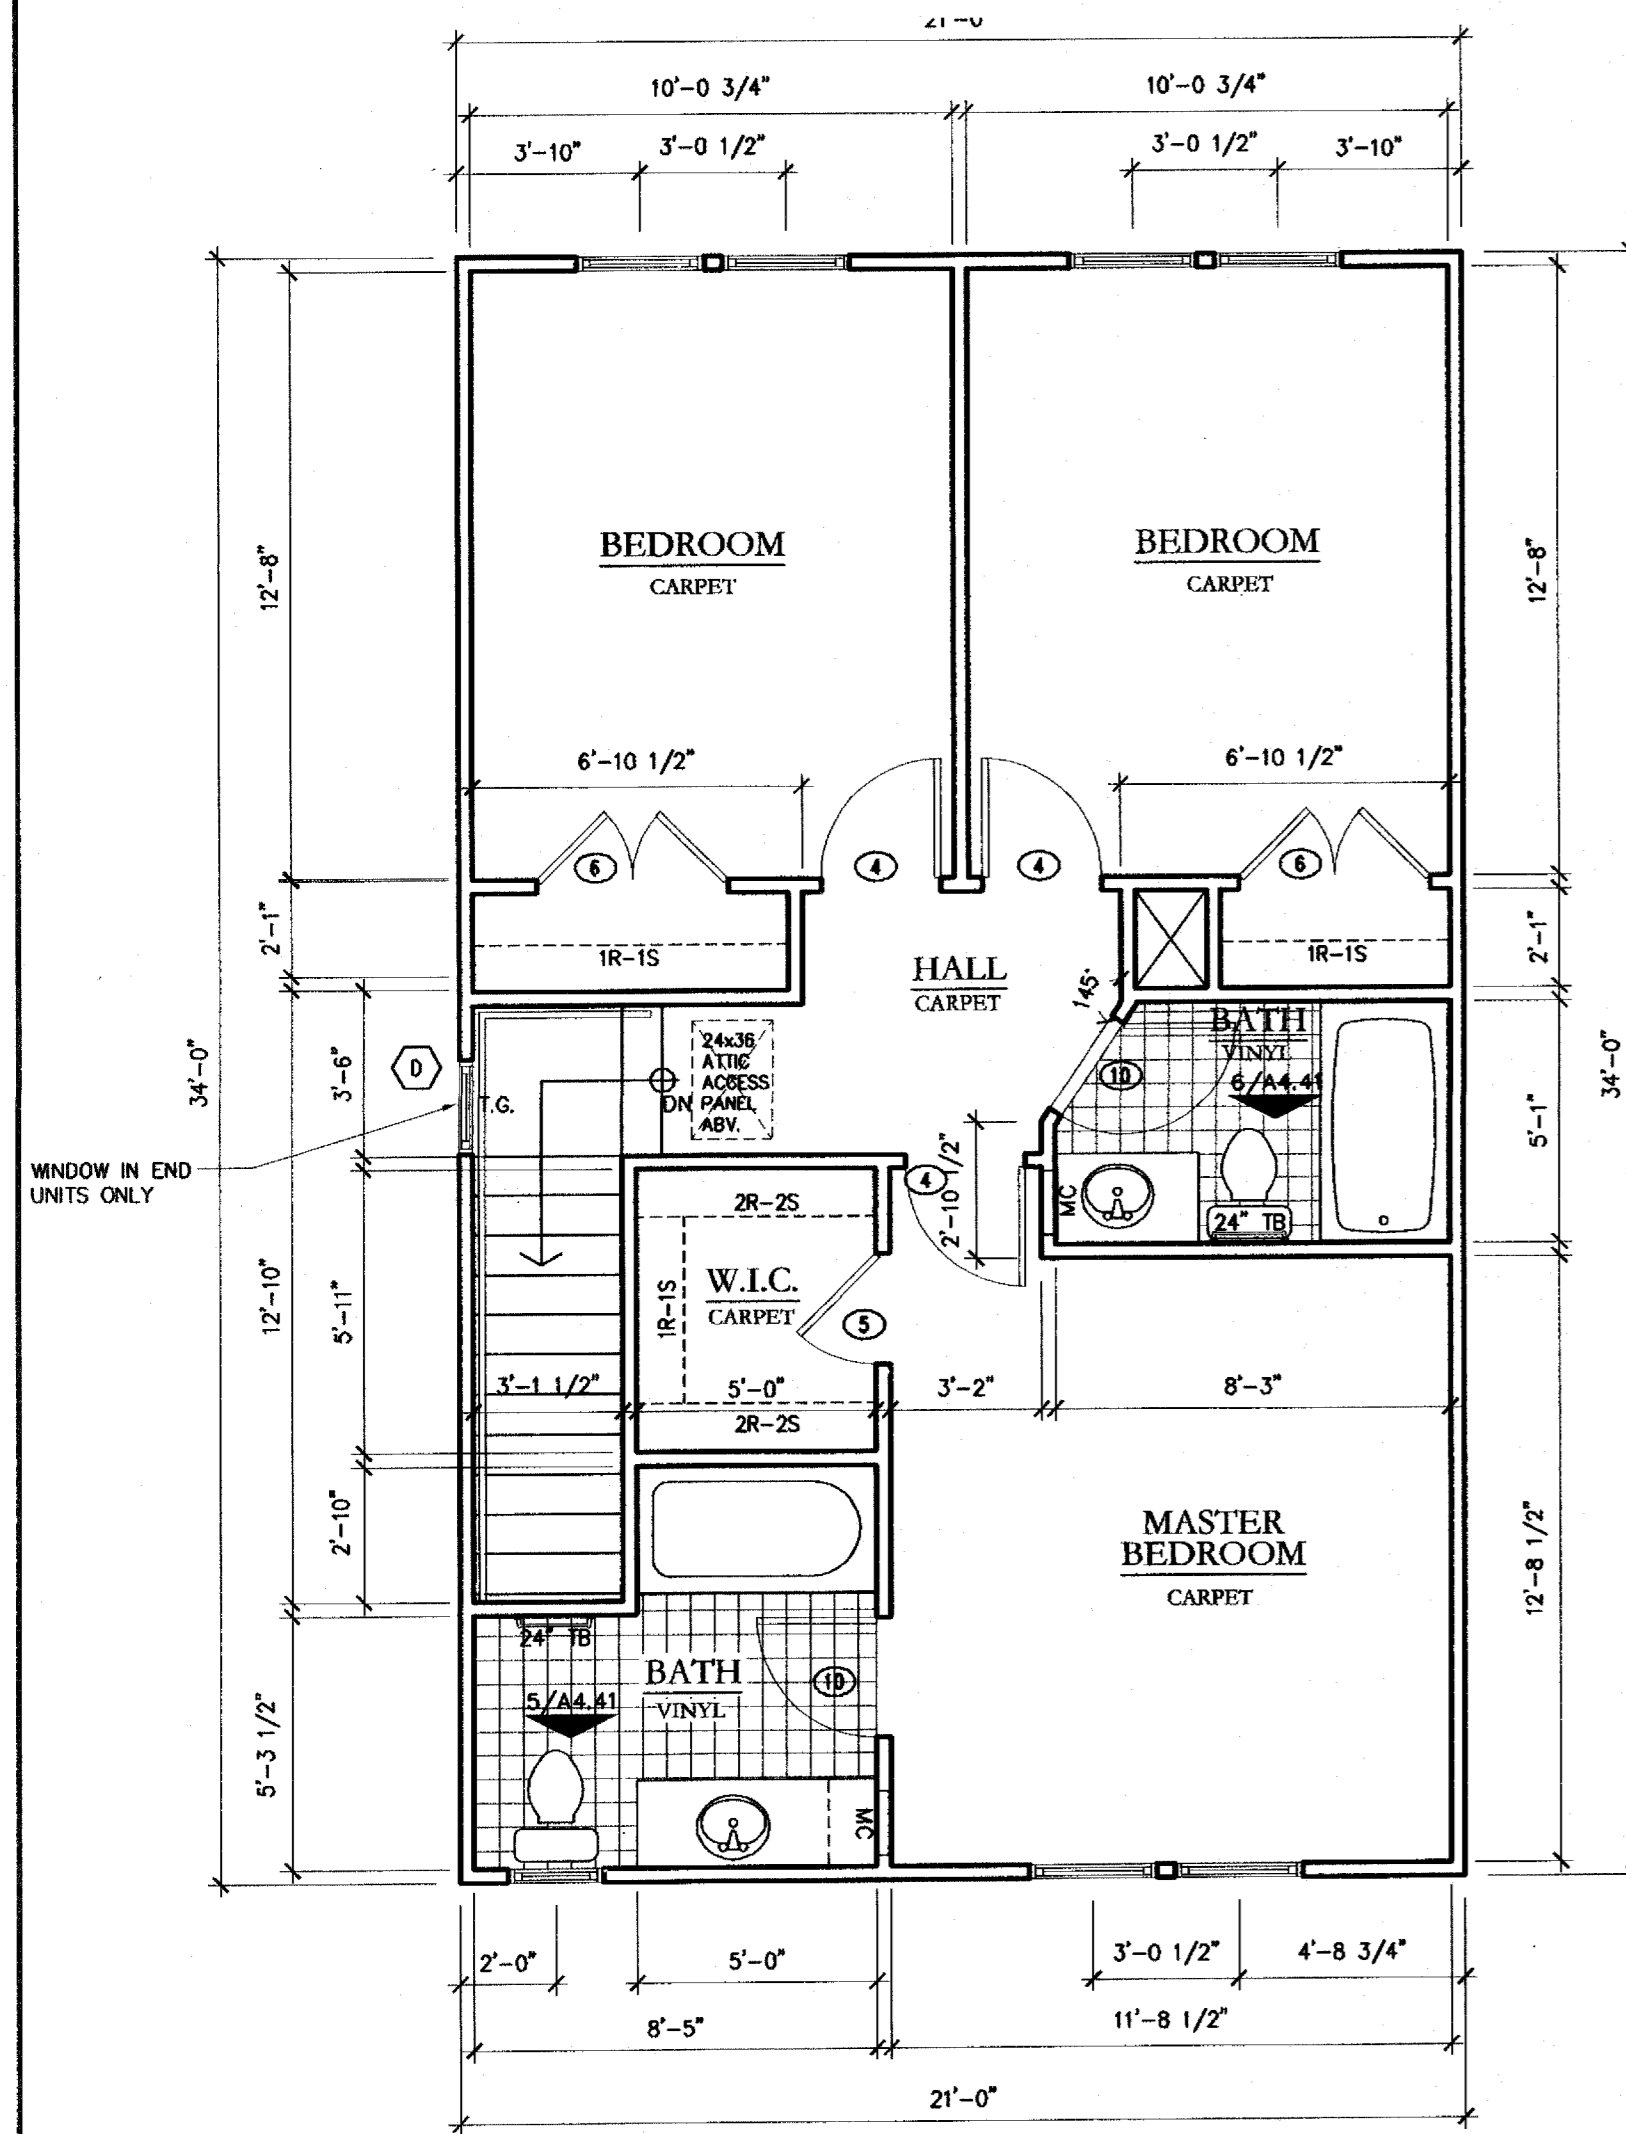 21'-0"
10'-0 3/4"
10'-0 3/4"
3'-10"
3'-0 1/2"
3'-0 1/2"
3'-10"
BEDROOM
CARPET
BEDROOM
CARPET
12'-8"
12'-8"
6'-10 1/2"
6'-10 1/2"
6
4
4
6
2'-1"
2'-1"
1R-1S
1R-1S
HALL
CARPET
145°
BATH
VINYL
10
6/A4.41
24x36
ATTIC
ACCESS
PANEL
ABV.
DN
T.G.
D
34'-0"
34'-0"
3'-6"
5'-1"
WINDOW IN END
UNITS ONLY
4
2'-10 1/2"
MC
24" TB
2R-2S
W.I.C.
CARPET
1R-1S
5
12'-10"
5'-11"
3'-1 1/2"
5'-0"
3'-2"
8'-3"
2R-2S
2'-10"
MASTER
BEDROOM
CARPET
12'-8 1/2"
24" TB
BATH
VINYL
10
5/A4.41
5'-3 1/2"
MC
2'-0"
5'-0"
3'-0 1/2"
4'-8 3/4"
8'-5"
11'-8 1/2"
21'-0"